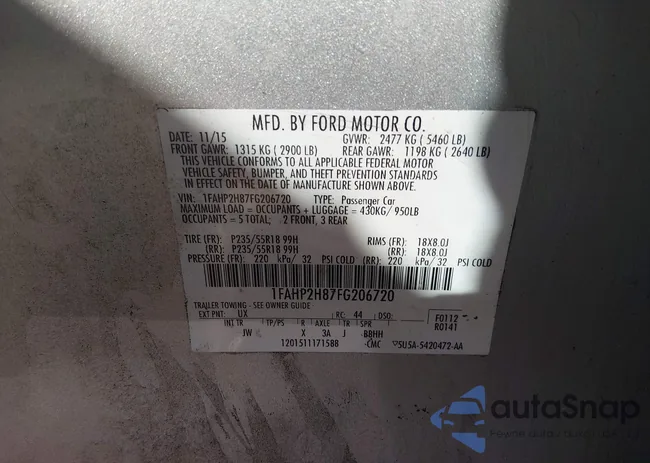 MFD. BY FORD MOTOR CO.
DATE: 11/15 GVWR: 2477 KG (5460 LB)
FRONT GAWR: 1315 KG (2900 LB) REAR GAWR: 1198 KG (2640 LB)
THIS VEHICLE CONFORMS TO ALL APPLICABLE FEDERAL MOTOR
VEHICLE SAFETY, BUMPER, AND THEFT PREVENTION STANDARDS
IN EFFECT ON THE DATE OF MANUFACTURE SHOWN ABOVE.
VIN: 1FAHP2H87FG206720 TYPE: Passenger Car
MAXIMUM LOAD = OCCUPANTS + LUGGAGE = 430KG/ 950LB
OCCUPANTS = 5 TOTAL: 2 FRONT, 3 REAR
TIRE (FR): P235/55R18 99H RIMS (FR): 18X8.0J
(RR): P235/55R18 99H (RR): 18X8.0J
PRESSURE (FR): 220 kPa/ 32 PSI COLD (RR): 220 kPa/ 32 PSI COLD
1FAHP2H87FG206720
TRAILER TOWING - SEE OWNER GUIDE
EXT PNT: UX RC: 44 DSO: F0112
INT TR TP/PS R AXLE TR SPR R0141
JW X 3A J BBHH
1201511171588 -CMC ▽5U5A-5420472-AA
autaSnap